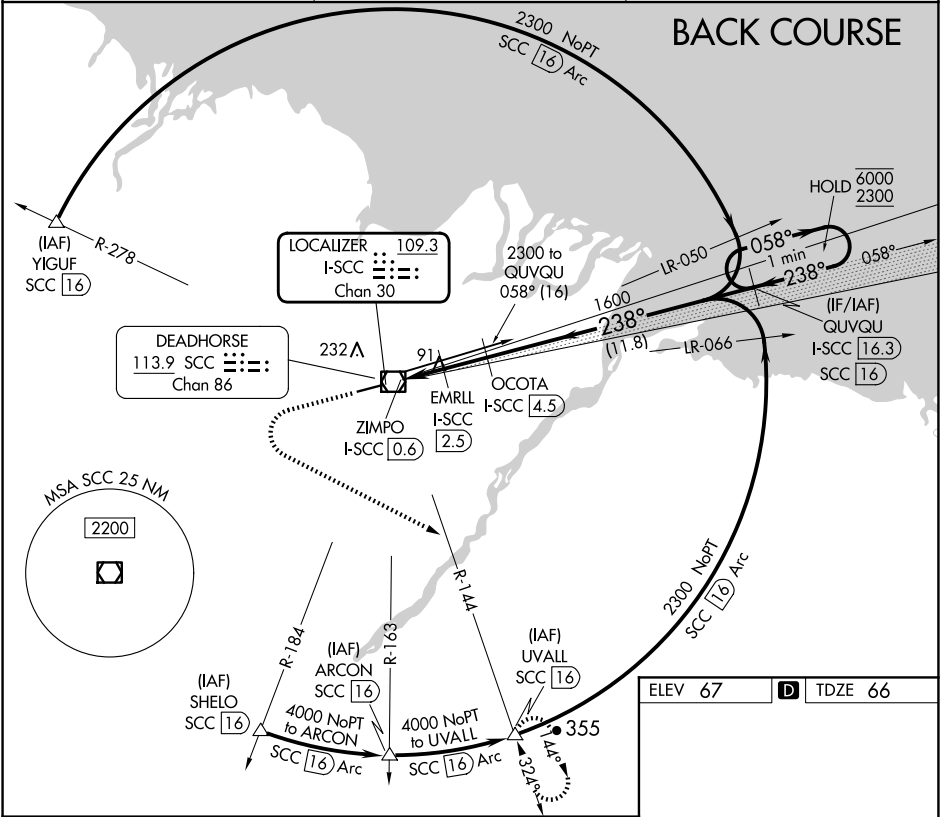 BACK COURSE
2300 NoPT
SCC 16 Arc
HOLD 6000
2300
(IAF)
YIGUF
SCC 16
R-278
LOCALIZER 109.3
I-SCC
Chan 30
2300 to
QUVQU
058° (16)
LR-050
058°
1 min
238°
058°
1600
238°
(11.8)
LR-066
(IF/IAF)
QUVQU
I-SCC 16.3
SCC 16
DEADHORSE
113.9 SCC
Chan 86
232
91
OCOTA
I-SCC 4.5
EMRLL
I-SCC
2.5
ZIMPO
I-SCC 0.6
MSA SCC 25 NM
2200
R-184
R-163
R-144
2300 NoPT
SCC 16 Arc
(IAF)
SHELO
SCC 16
(IAF)
ARCON
SCC 16
(IAF)
UVALL
SCC 16
4000 NoPT
to ARCON
SCC 16 Arc
4000 NoPT
to UVALL
SCC 16 Arc
355
144°
324°
ELEV 67 D TDZE 66